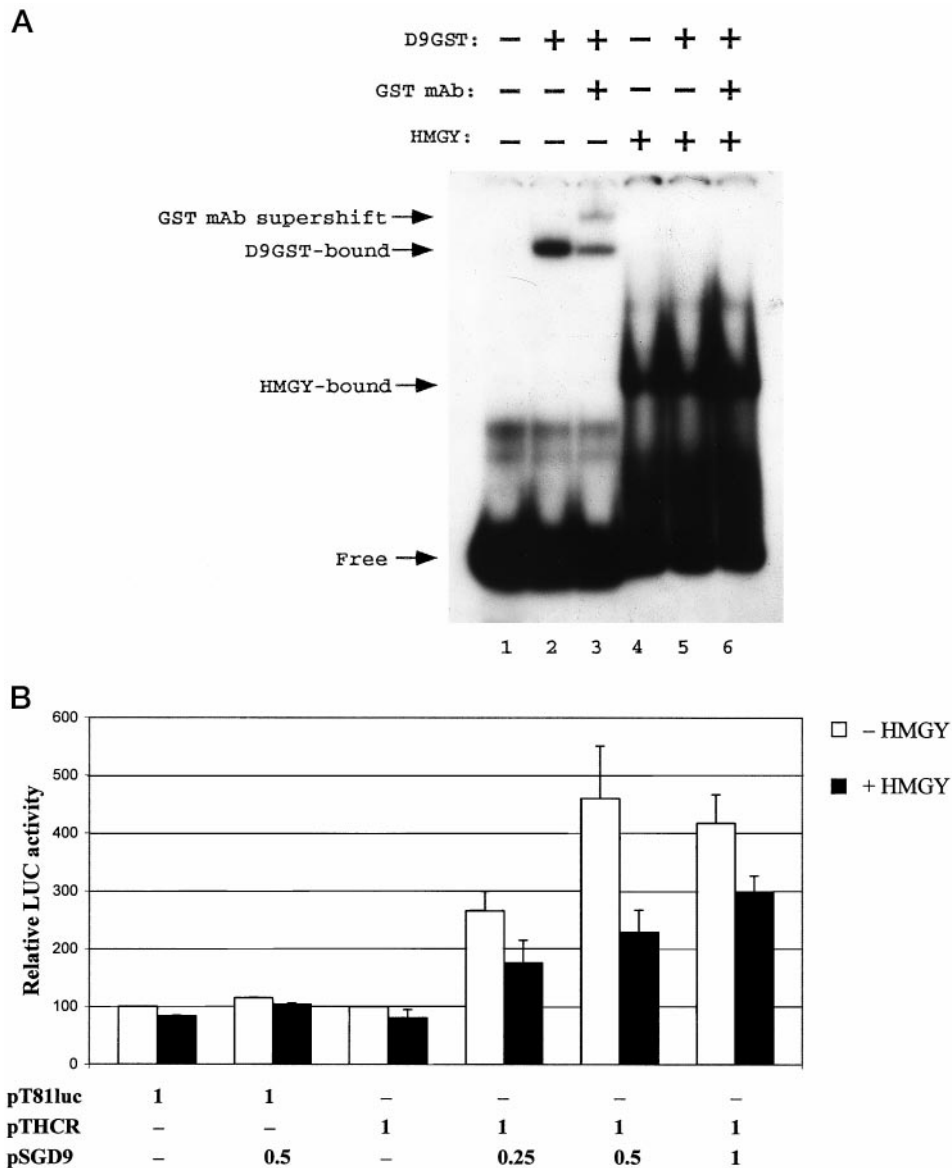 A
D9GST: − + + − + +
GST mAb: − − + − − +
HMGY: − − − + + +
GST mAb supershift
D9GST-bound
HMGY-bound
Free
1 2 3 4 5 6
B
600
500
400
300
200
100
0
Relative LUC activity
− HMGY
+ HMGY
pT81luc 1 1 − − − −
pTHCR − − 1 1 1 1
pSGD9 − 0.5 − 0.25 0.5 1